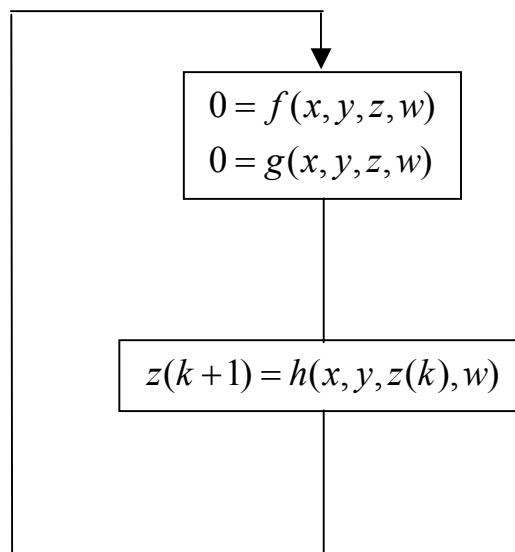 0 = f(x, y, z, w)
0 = g(x, y, z, w)
z(k+1) = h(x, y, z(k), w)